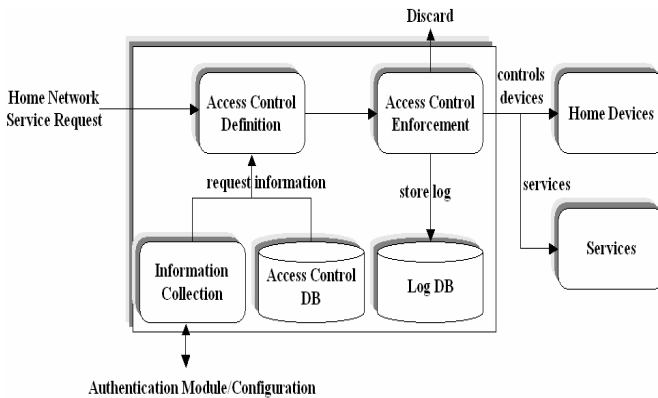 Discard
Home Network
Service Request
Access Control
Definition
Access Control
Enforcement
controls
devices
Home Devices
request information
store log
services
Information
Collection
Access Control
DB
Log DB
Services
Authentication Module/Configuration